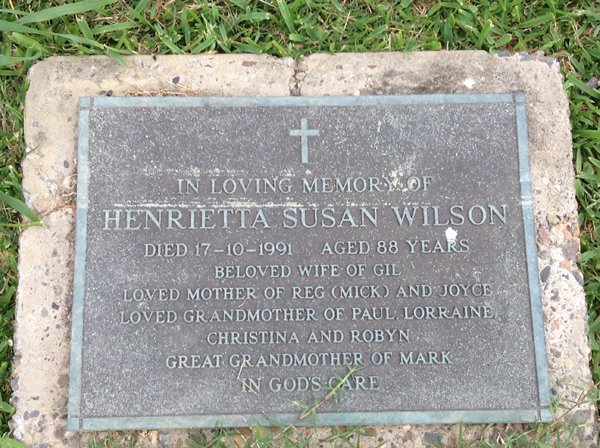 IN LOVING MEMORY OF
HENRIETTA SUSAN WILSON
DIED 17-10-1991 AGED 88 YEARS
BELOVED WIFE OF GIL
LOVED MOTHER OF REG (MICK) AND JOYCE
LOVED GRANDMOTHER OF PAUL, LORRAINE,
CHRISTINA AND ROBYN
GREAT GRANDMOTHER OF MARK
IN GOD'S CARE